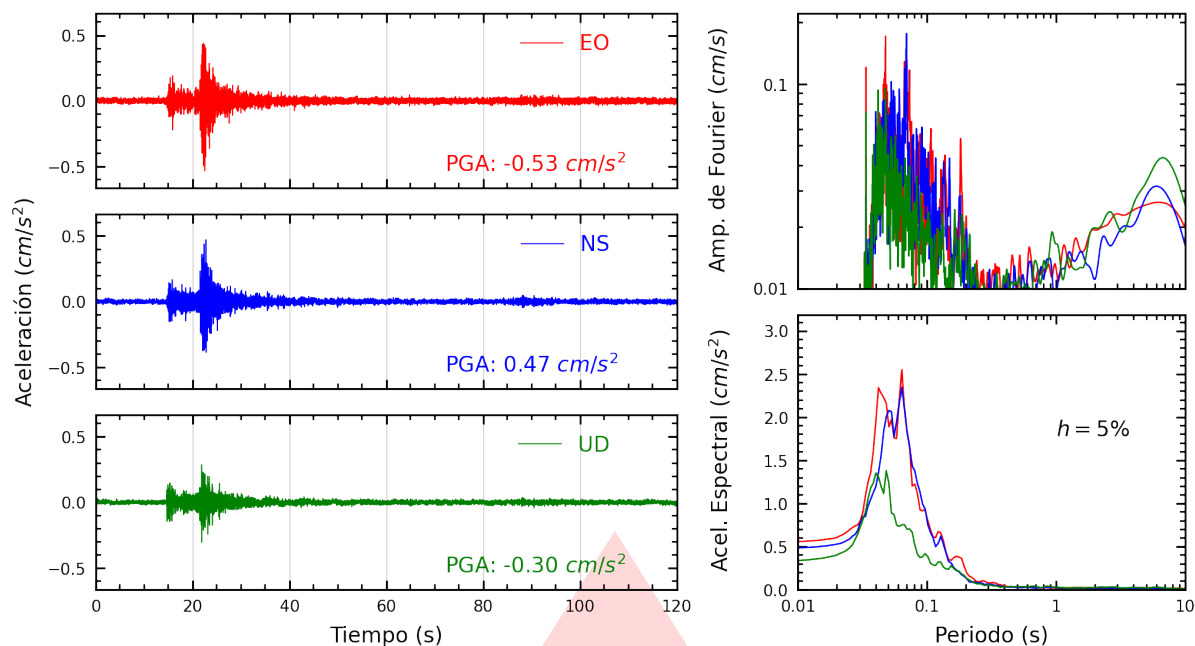 Aceleración (cm/s²)
0.5
0.0
−0.5
EO
PGA: -0.53 cm/s²
0.5
0.0
−0.5
NS
PGA: 0.47 cm/s²
0.5
0.0
−0.5
UD
PGA: -0.30 cm/s²
0 20 40 60 80 100 120
Tiempo (s)
Amp. de Fourier (cm/s)
0.1
0.01
Acel. Espectral (cm/s²)
3.0
2.5
2.0
1.5
1.0
0.5
0.0
h = 5%
0.01 0.1 1 10
Periodo (s)